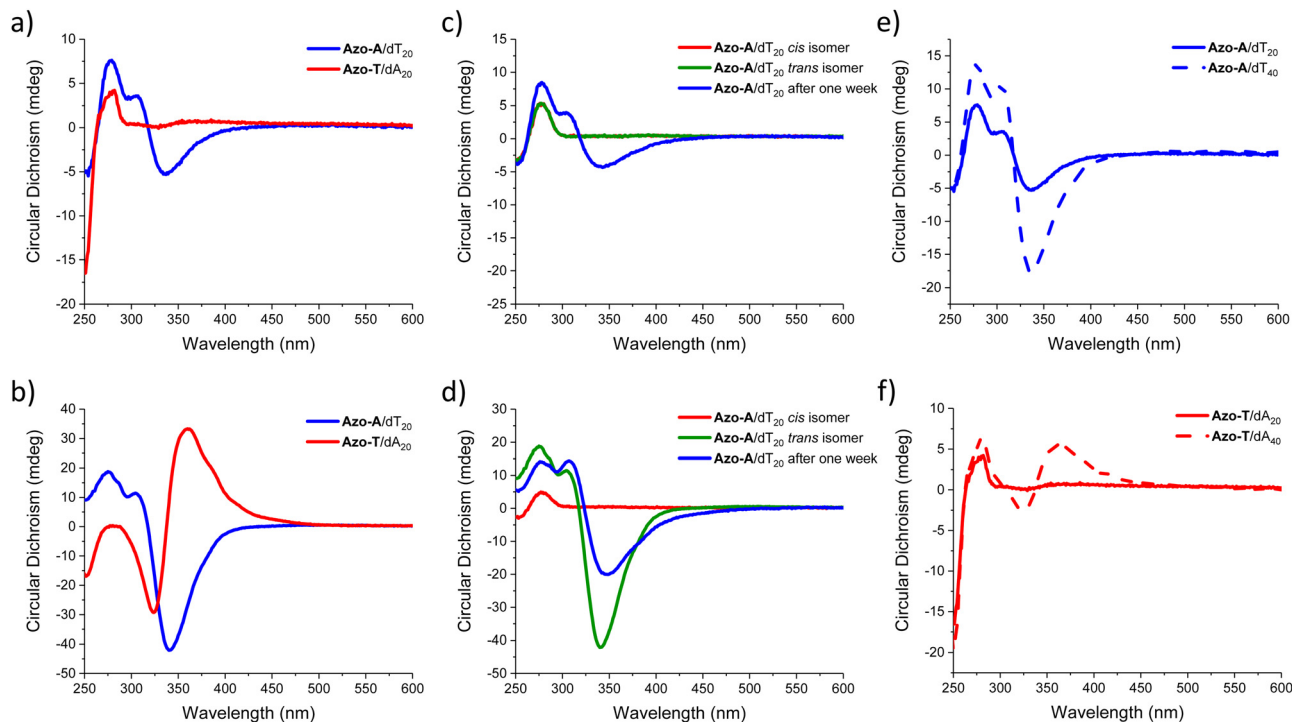 a)
Azo-A/dT20
Azo-T/dA20
Circular Dichroism (mdeg)
10
5
0
-5
-10
-15
-20
250 300 350 400 450 500 550 600
Wavelength (nm)
c)
Azo-A/dT20 cis isomer
Azo-A/dT20 trans isomer
Azo-A/dT20 after one week
Circular Dichroism (mdeg)
20
15
10
5
0
-5
-10
-15
-20
-25
250 300 350 400 450 500 550 600
Wavelength (nm)
e)
Azo-A/dT20
Azo-A/dT40
Circular Dichroism (mdeg)
15
10
5
0
-5
-10
-15
-20
250 300 350 400 450 500 550 600
Wavelength (nm)
b)
Azo-A/dT20
Azo-T/dA20
Circular Dichroism (mdeg)
40
30
20
10
0
-10
-20
-30
-40
-50
250 300 350 400 450 500 550 600
Wavelength (nm)
d)
Azo-A/dT20 cis isomer
Azo-A/dT20 trans isomer
Azo-A/dT20 after one week
Circular Dichroism (mdeg)
30
20
10
0
-10
-20
-30
-40
-50
250 300 350 400 450 500 550 600
Wavelength (nm)
f)
Azo-T/dA20
Azo-T/dA40
Circular Dichroism (mdeg)
20
15
10
5
0
-5
-10
-15
-20
250 300 350 400 450 500 550 600
Wavelength (nm)